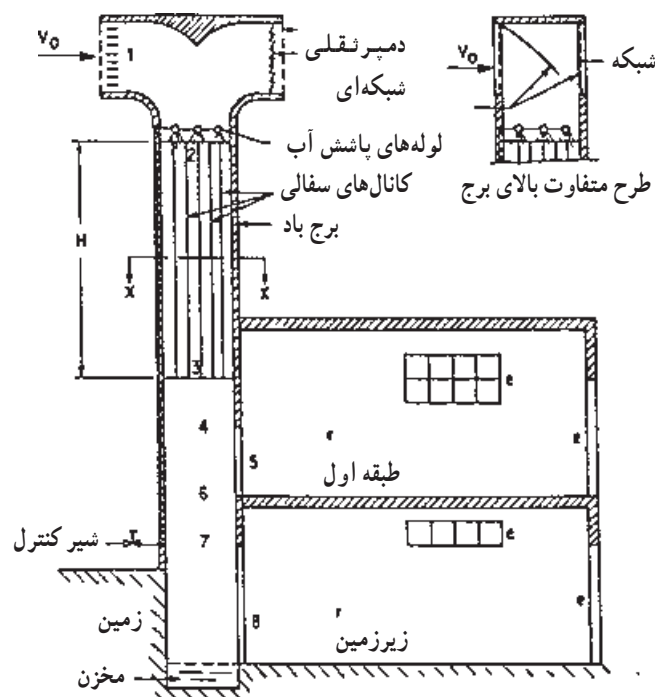 V₀
1
دمپر ثقلی
شبکه‌ای
V₀
شبکه
لوله‌های پاشش آب
2
کانال‌های سفالی
برج باد
طرح متفاوت بالای برج
H
X
X
3
4
e
r
e
5
طبقه اول
6
7
e
شیر کنترل
زمین
8
r
e
زیرزمین
مخزن